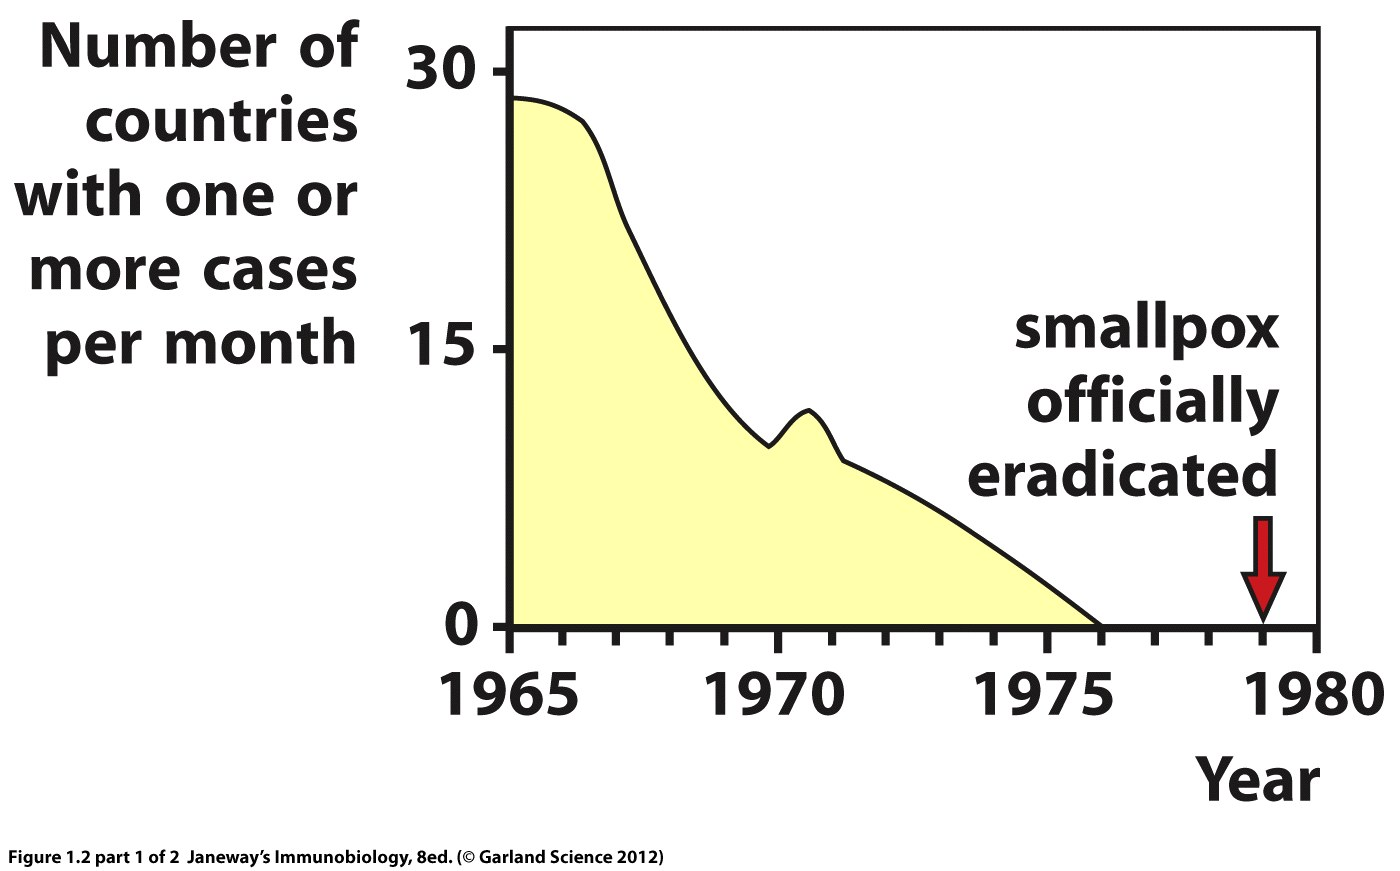 Number of
countries
with one or
more cases
per month
30
15
0
smallpox
officially
eradicated
1965 1970 1975 1980
Year
Figure 1.2 part 1 of 2 Janeway’s Immunobiology, 8ed. (© Garland Science 2012)